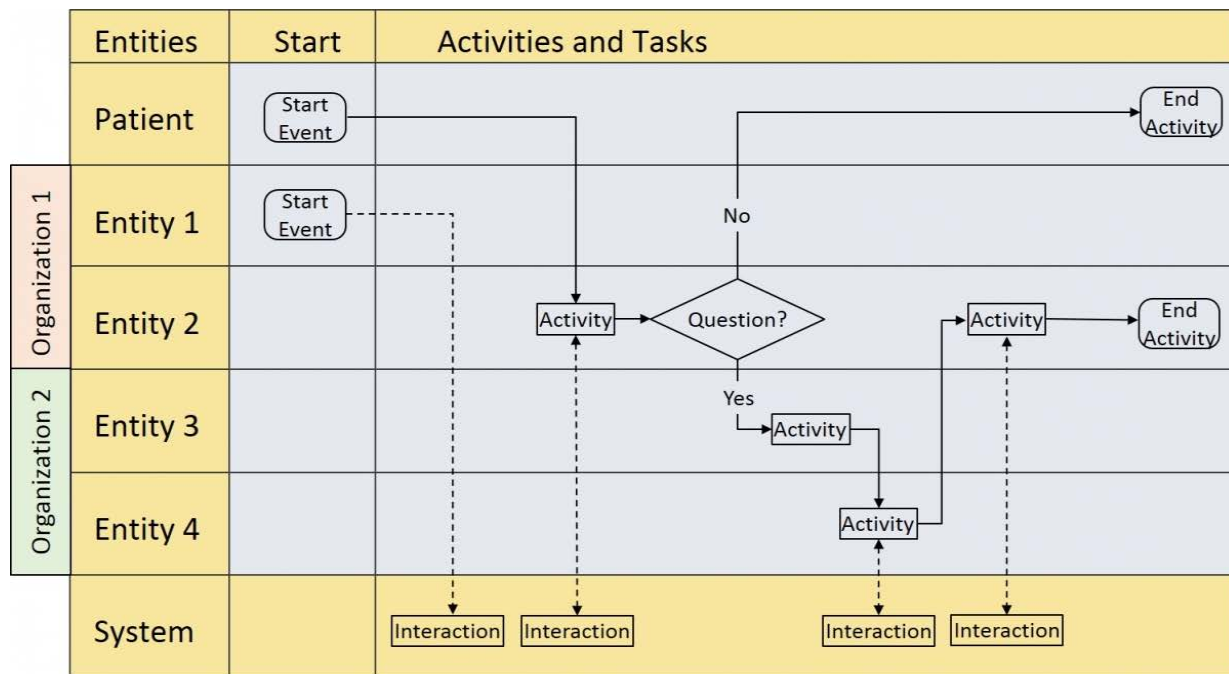 Entities
Start
Activities and Tasks
Patient
Start
Event
End
Activity
Organization 1
Entity 1
Start
Event
No
Entity 2
Activity
Question?
Activity
End
Activity
Organization 2
Entity 3
Yes
Activity
Entity 4
Activity
System
Interaction
Interaction
Interaction
Interaction